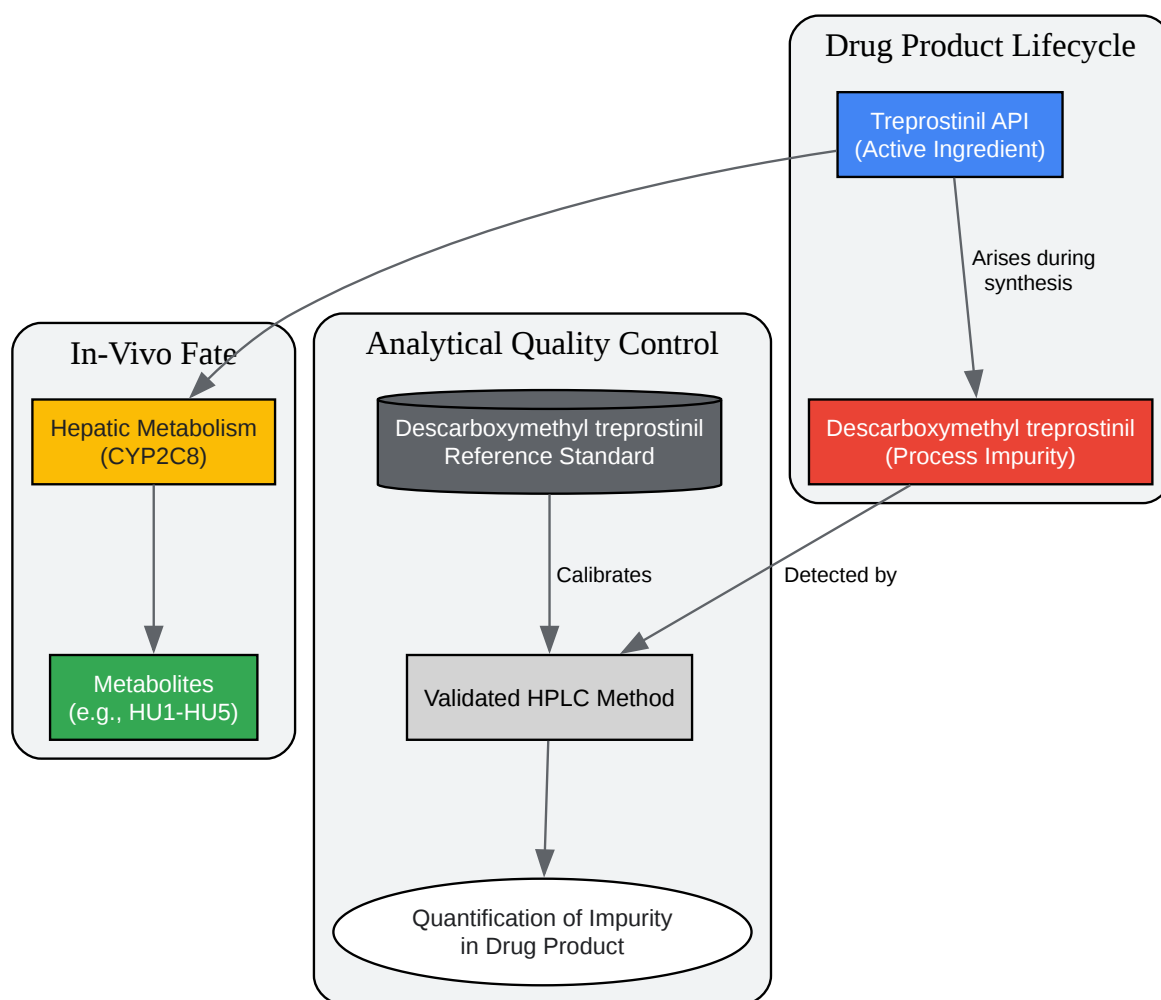 Drug Product Lifecycle
Treprostinil API
(Active Ingredient)
Arises during
synthesis
In-Vivo Fate
Analytical Quality Control
Hepatic Metabolism
(CYP2C8)
Descarboxymethyl treprostinil
Reference Standard
Descarboxymethyl treprostinil
(Process Impurity)
Calibrates
Detected by
Metabolites
(e.g., HU1-HU5)
Validated HPLC Method
Quantification of Impurity
in Drug Product